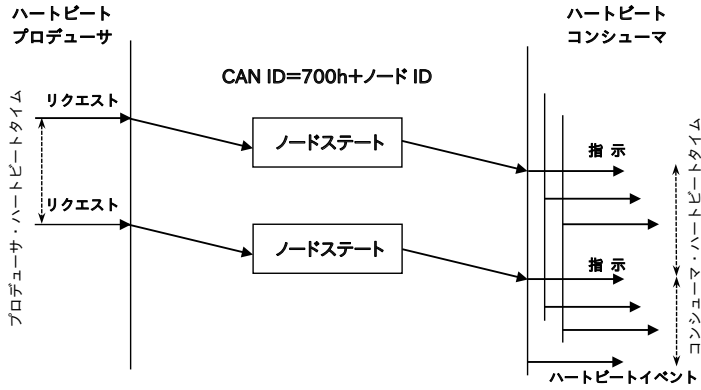 ハートビート
プロデューサ
ハートビート
コンシューマ
CAN ID=700h+ノード ID
リクエスト
ノードステート
指 示
リクエスト
ノードステート
指 示
プロデューサ・ハートビートタイム
コンシューマ・ハートビートタイム
ハートビートイベント